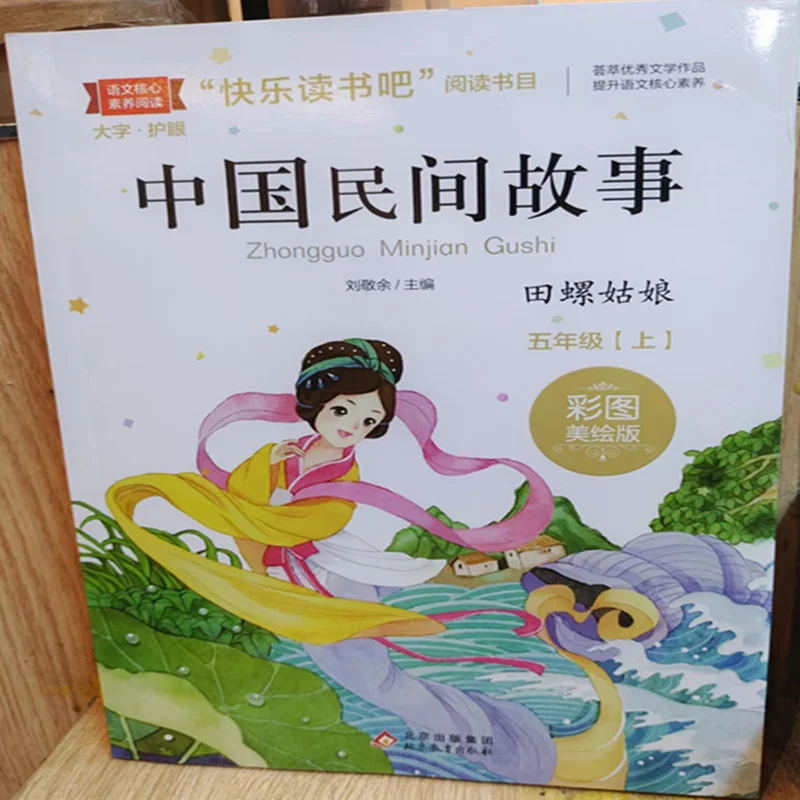 语文核心
素养阅读
“快乐读书吧”阅读书目
荟萃优秀文学作品
提升语文核心素养
大字·护眼
中国民间故事
Zhongguo Minjian Gushi
刘敬余/主编
田螺姑娘
五年级【上】
彩图
美绘版
北京出版集团
北京教育出版社